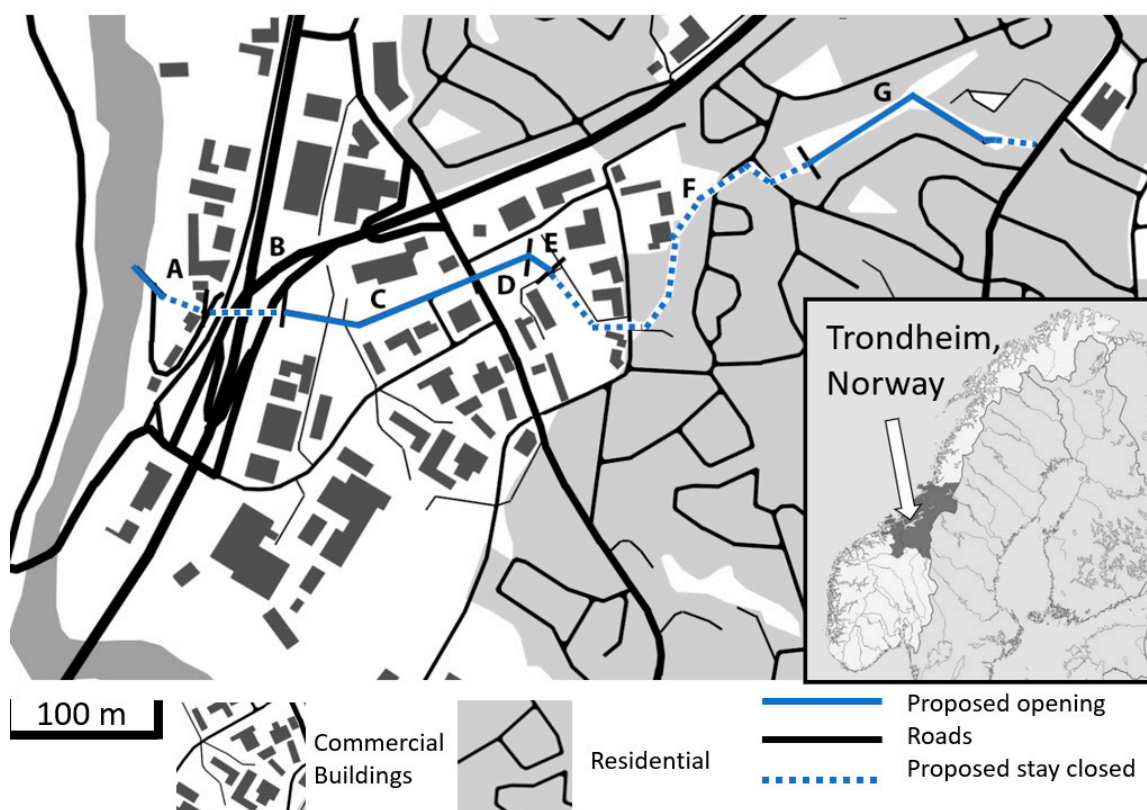 G
F
A
B
E
D
C
Trondheim,
Norway
100 m
Commercial
Buildings
Residential
Proposed opening
Roads
Proposed stay closed